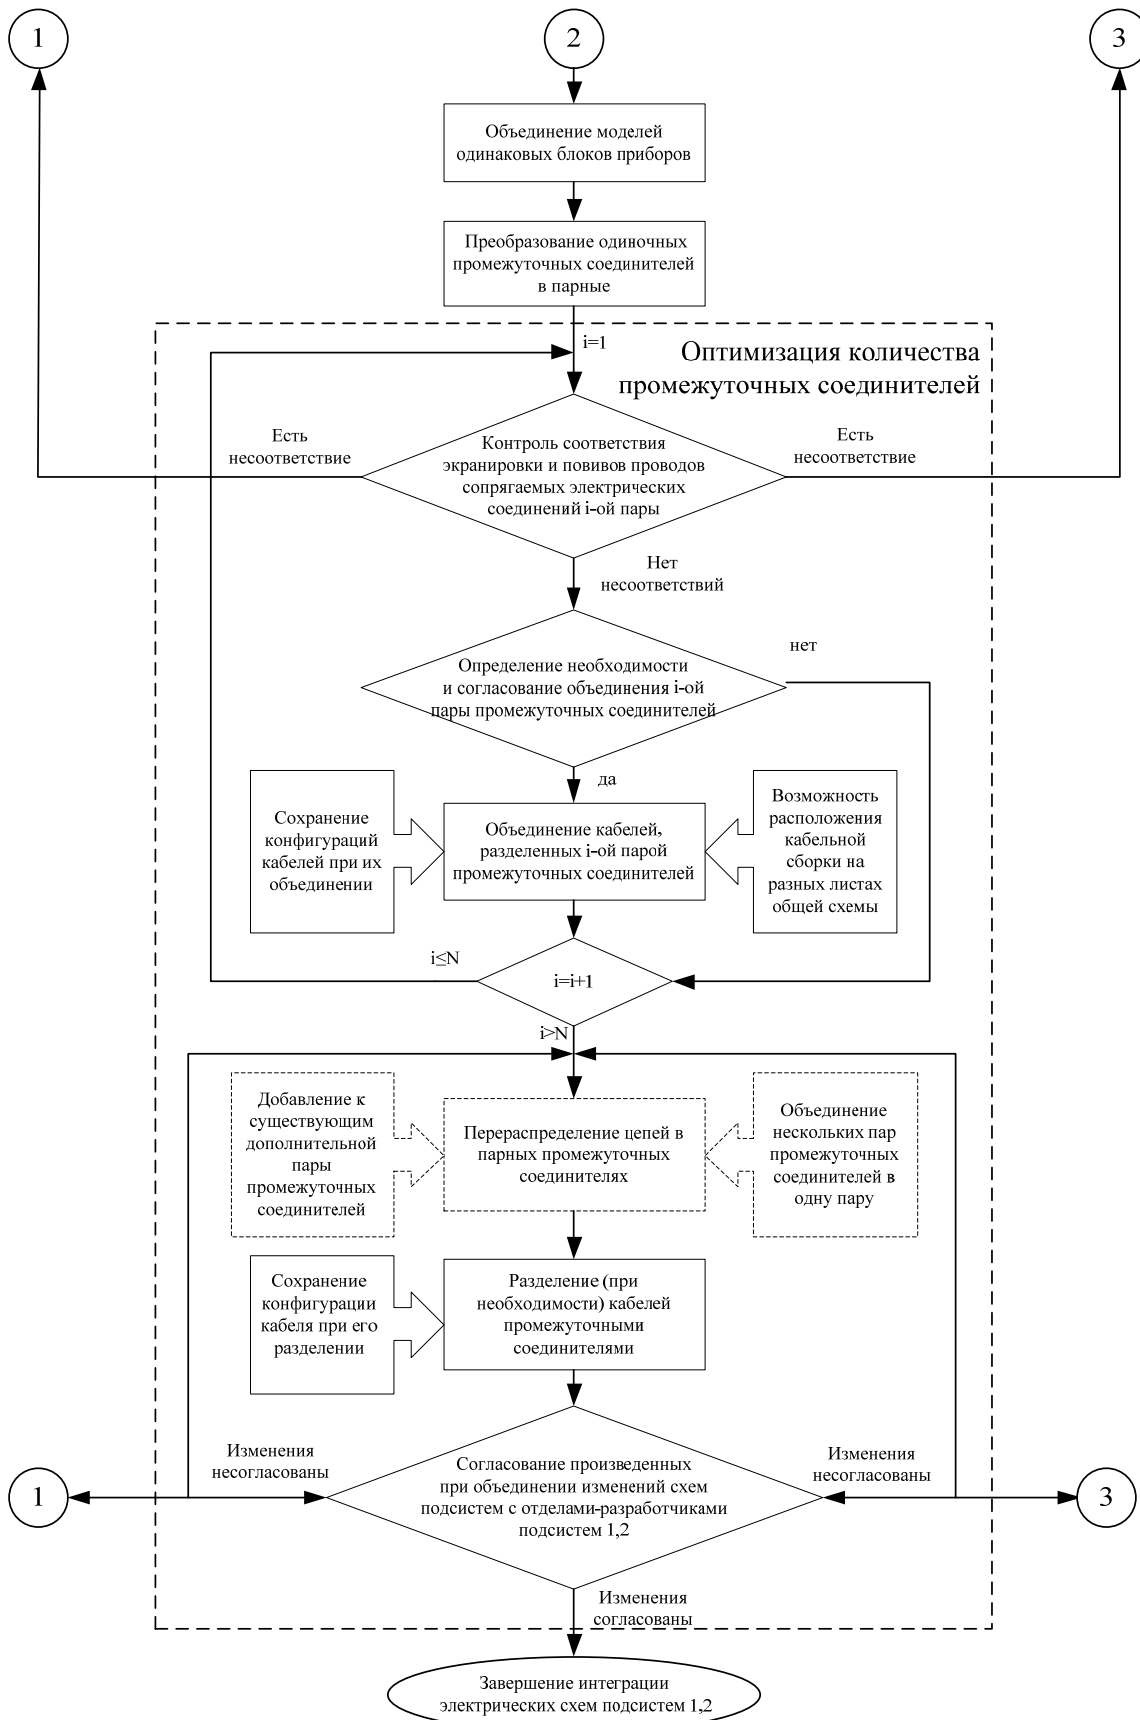 1
2
3
Объединение моделей
одинаковых блоков приборов
Преобразование одиночных
промежуточных соединителей
в парные
i=1
Оптимизация количества
промежуточных соединителей
Есть
несоответствие
Контроль соответствия
экранировки и повивов проводов
сопрягаемых электрических
соединений i-ой пары
Есть
несоответствие
Нет
несоответствий
Определение необходимости
и согласование объединения i-ой
пары промежуточных соединителей
нет
да
Сохранение
конфигураций
кабелей при их
объединении
Объединение кабелей,
разделенных i-ой парой
промежуточных соединителей
Возможность
расположения
кабельной
сборки на
разных листах
общей схемы
i≤N
i=i+1
i>N
Добавление к
существующим
дополнительной
пары
промежуточных
соединителей
Перераспределение цепей в
парных промежуточных
соединителях
Объединение
нескольких пар
промежуточных
соединителей в
одну пару
Сохранение
конфигурации
кабеля при его
разделении
Разделение (при
необходимости) кабелей
промежуточными
соединителями
Изменения
несогласованы
Согласование произведенных
при объединении изменений схем
подсистем с отделами-разработчиками
подсистем 1,2
Изменения
несогласованы
1
3
Изменения
согласованы
Завершение интеграции
электрических схем подсистем 1,2